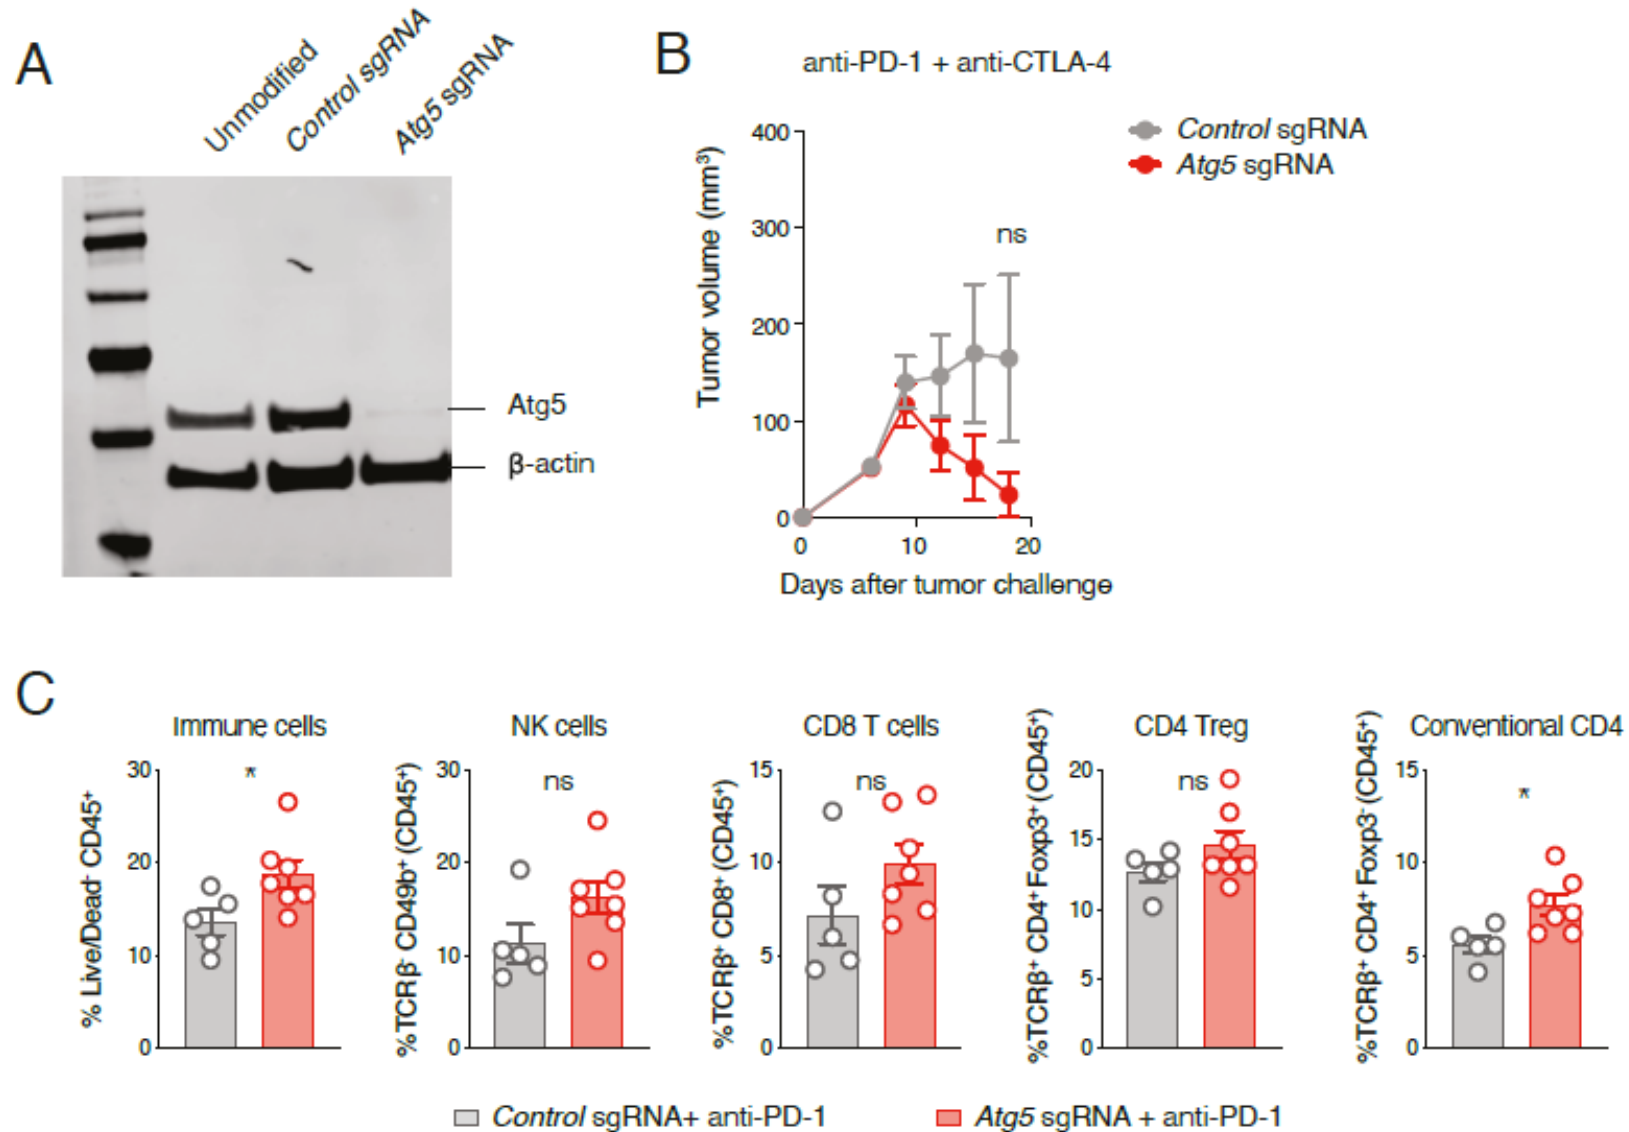 A
Unmodified
Control sgRNA
Atg5 sgRNA
Atg5
β-actin
B
anti-PD-1 + anti-CTLA-4
Control sgRNA
Atg5 sgRNA
Tumor volume (mm³)
400
300
200
100
0
ns
0 10 20
Days after tumor challenge
C
Immune cells
% Live/Dead⁻ CD45⁺
30
20
10
0
*
NK cells
%TCRβ⁻ CD49b⁺ (CD45⁺)
30
20
10
0
ns
CD8 T cells
%TCRβ⁺ CD8⁺ (CD45⁺)
15
10
5
0
ns
CD4 Treg
%TCRβ⁺ CD4⁺ Foxp3⁺ (CD45⁺)
20
15
10
5
0
ns
Conventional CD4
%TCRβ⁺ CD4⁺ Foxp3⁻ (CD45⁺)
15
10
5
0
*
Control sgRNA+ anti-PD-1
Atg5 sgRNA + anti-PD-1